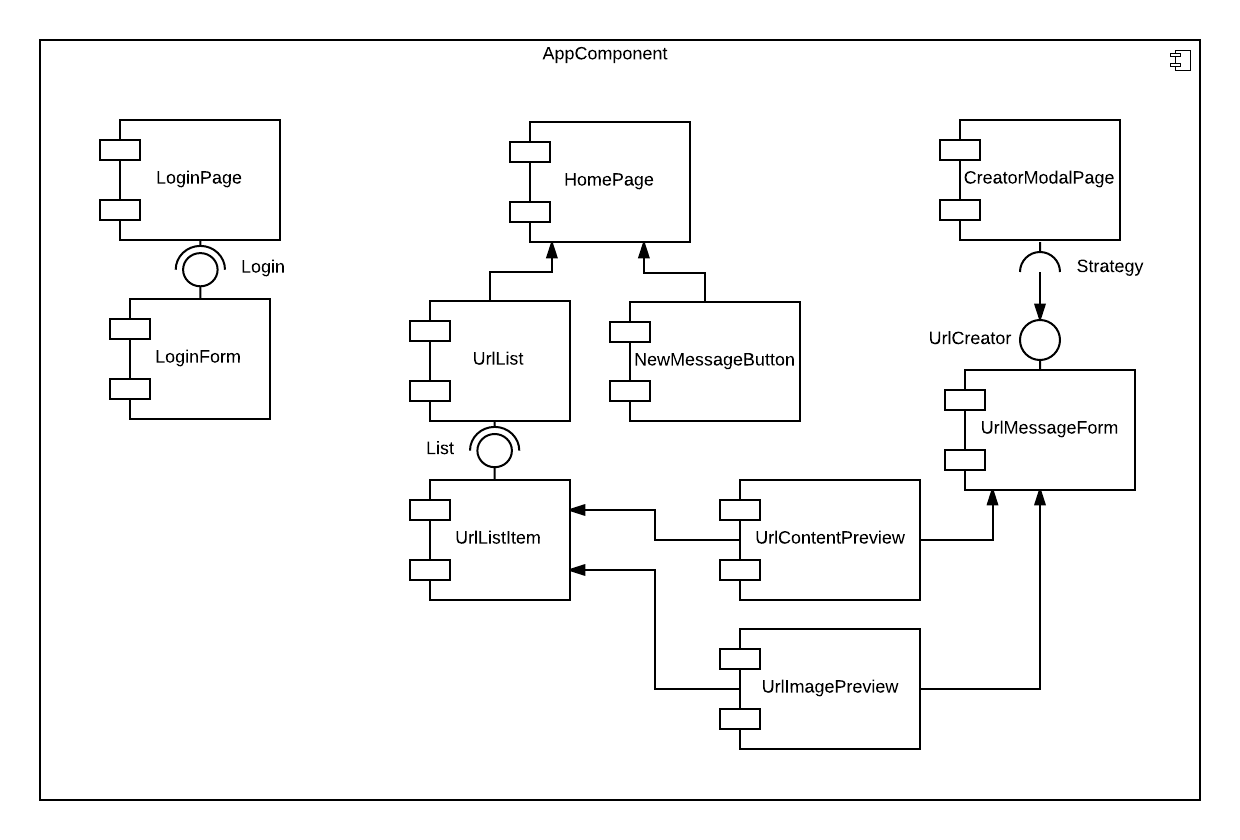 AppComponent
LoginPage
HomePage
CreatorModalPage
Login
Strategy
UrlCreator
LoginForm
UrlList
NewMessageButton
UrlMessageForm
List
UrlListItem
UrlContentPreview
UrlImagePreview